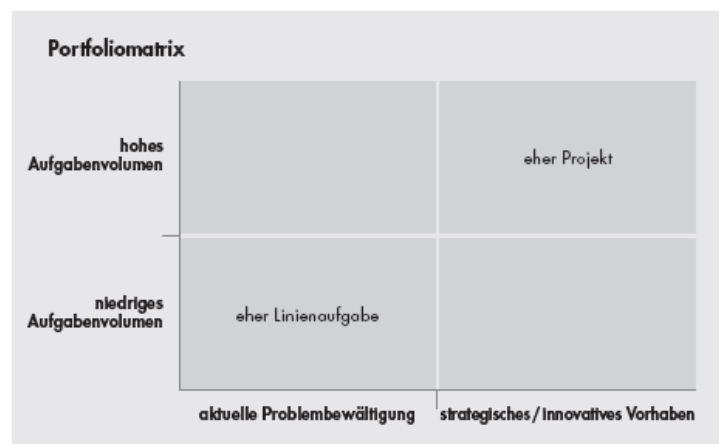 Portfoliomatrix
hohes
Aufgabenvolumen
eher Projekt
niedriges
Aufgabenvolumen
eher Linienaufgabe
aktuelle Problembewältigung
strategisches/innovatives Vorhaben